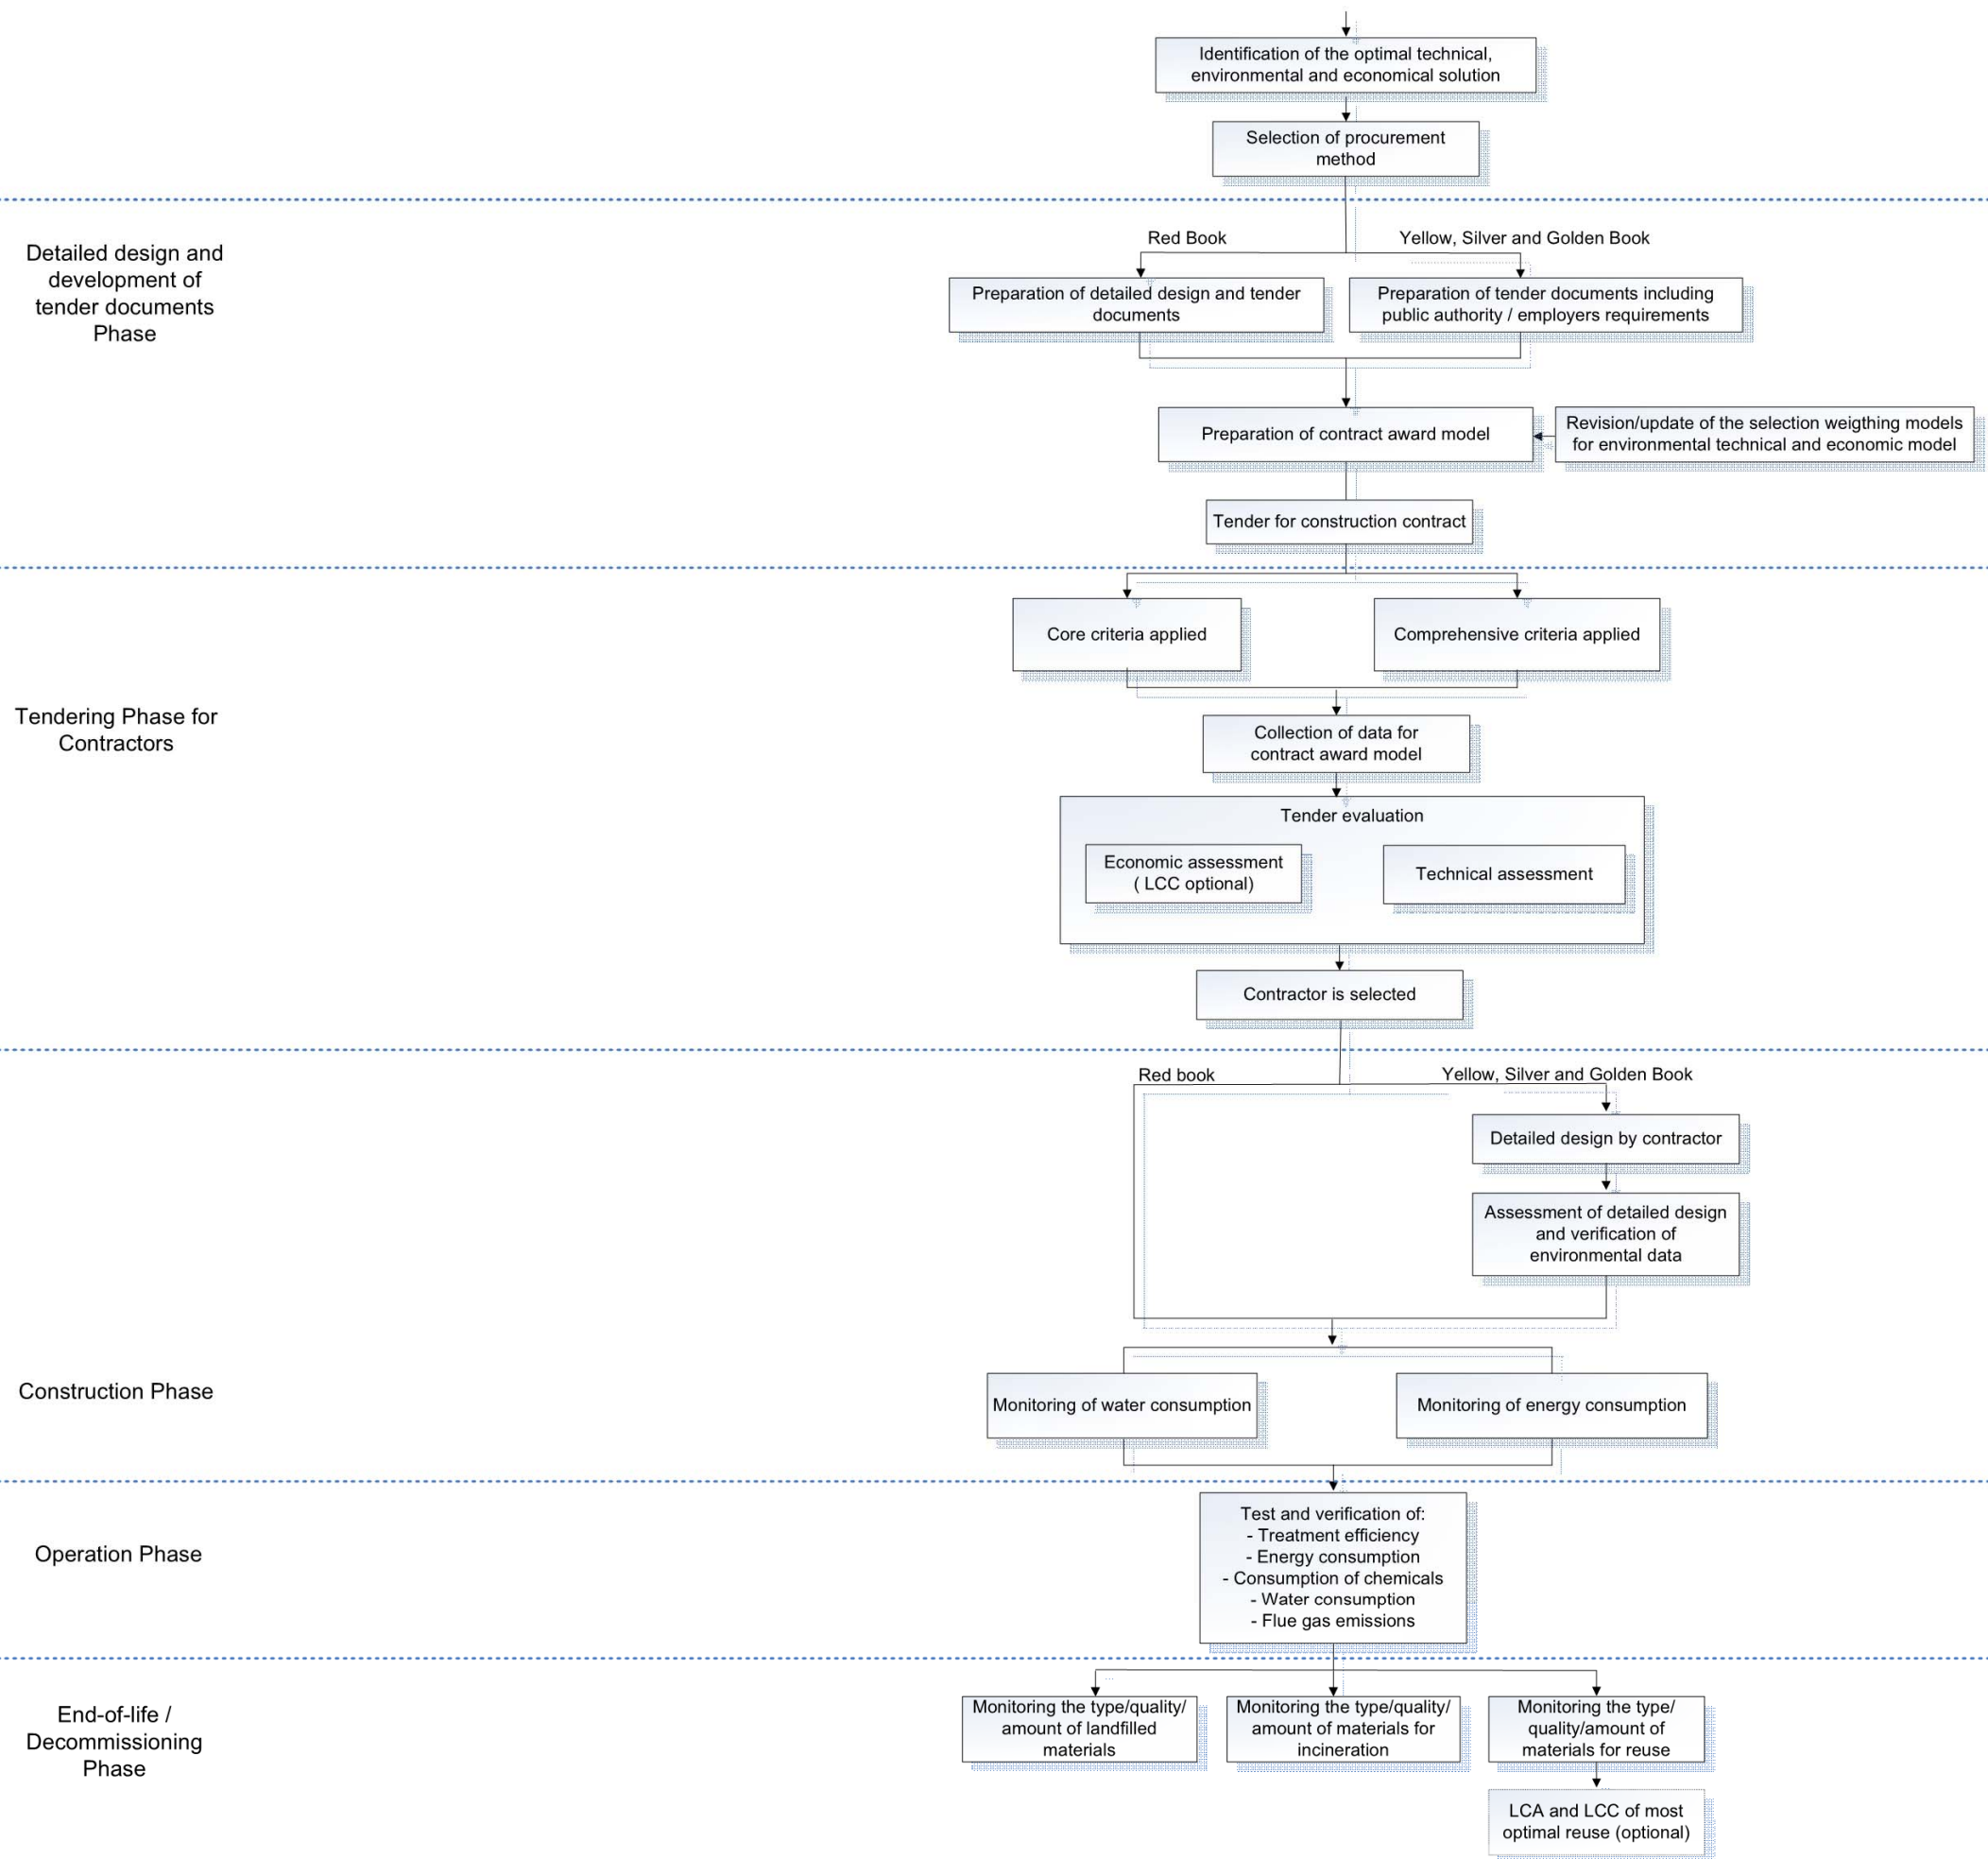 Identification of the optimal technical,
environmental and economical solution
Selection of procurement
method
Detailed design and
development of
tender documents
Phase
Red Book
Yellow, Silver and Golden Book
Preparation of detailed design and tender
documents
Preparation of tender documents including
public authority / employers requirements
Preparation of contract award model
Revision/update of the selection weigthing models
for environmental technical and economic model
Tender for construction contract
Tendering Phase for
Contractors
Core criteria applied
Comprehensive criteria applied
Collection of data for
contract award model
Tender evaluation
Economic assessment
( LCC optional)
Technical assessment
Contractor is selected
Construction Phase
Red book
Yellow, Silver and Golden Book
Detailed design by contractor
Assessment of detailed design
and verification of
environmental data
Monitoring of water consumption
Monitoring of energy consumption
Operation Phase
Test and verification of:
- Treatment efficiency
- Energy consumption
- Consumption of chemicals
- Water consumption
- Flue gas emissions
End-of-life /
Decommissioning
Phase
Monitoring the type/quality/
amount of landfilled
materials
Monitoring the type/quality/
amount of materials for
incineration
Monitoring the type/
quality/amount of
materials for reuse
LCA and LCC of most
optimal reuse (optional)